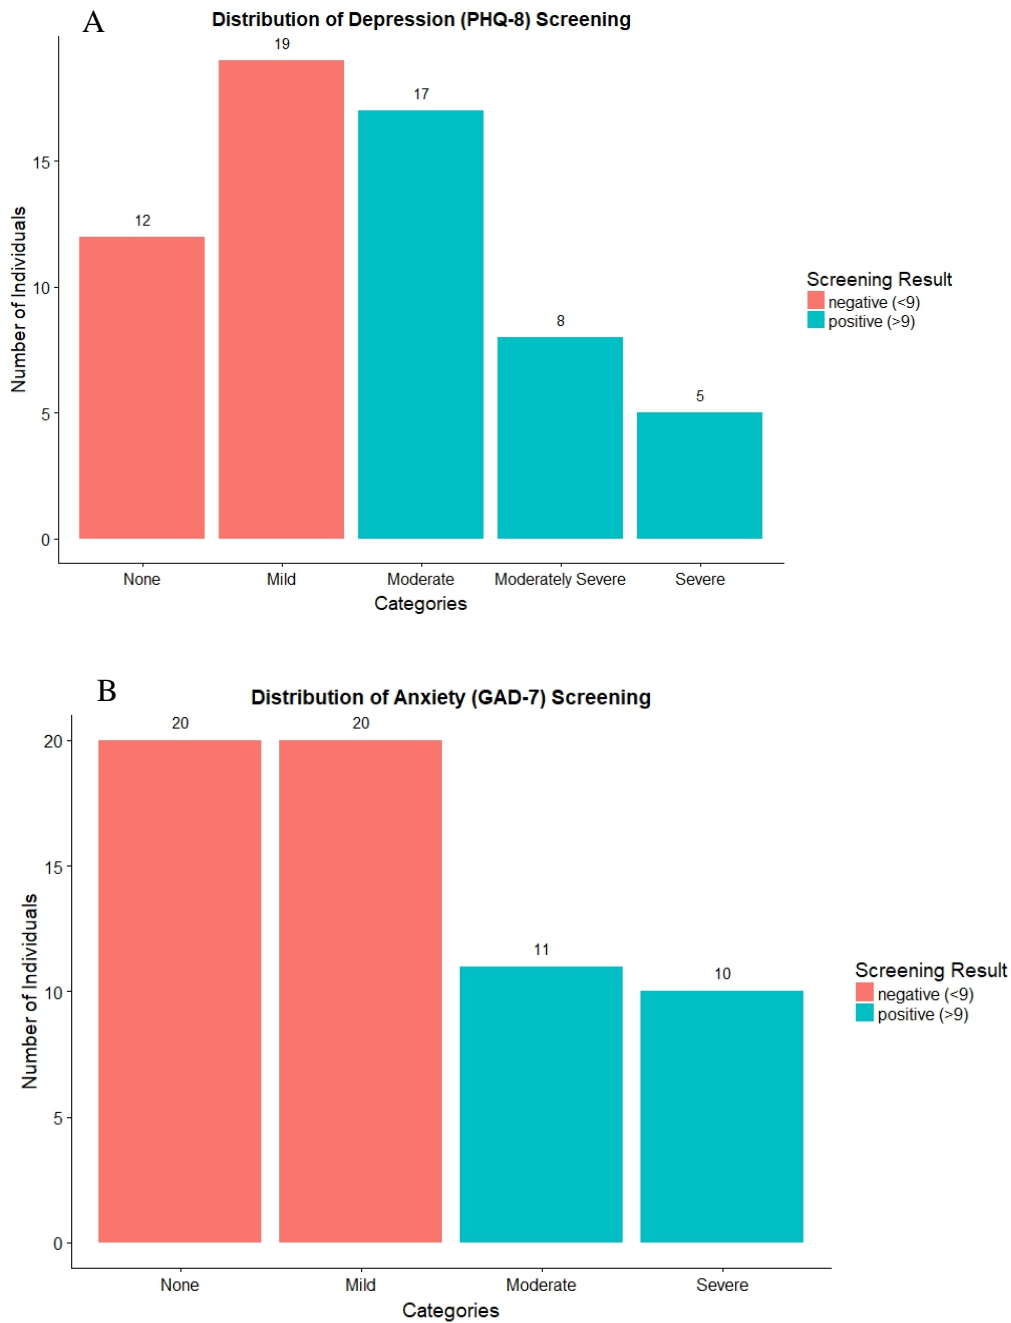 A
Distribution of Depression (PHQ-8) Screening
19
17
12
8
5
15
10
5
0
Number of Individuals
None Mild Moderate Moderately Severe Severe
Categories
Screening Result
negative (<9)
positive (>9)
B
Distribution of Anxiety (GAD-7) Screening
20 20
11
10
20
15
10
5
0
Number of Individuals
None Mild Moderate Severe
Categories
Screening Result
negative (<9)
positive (>9)